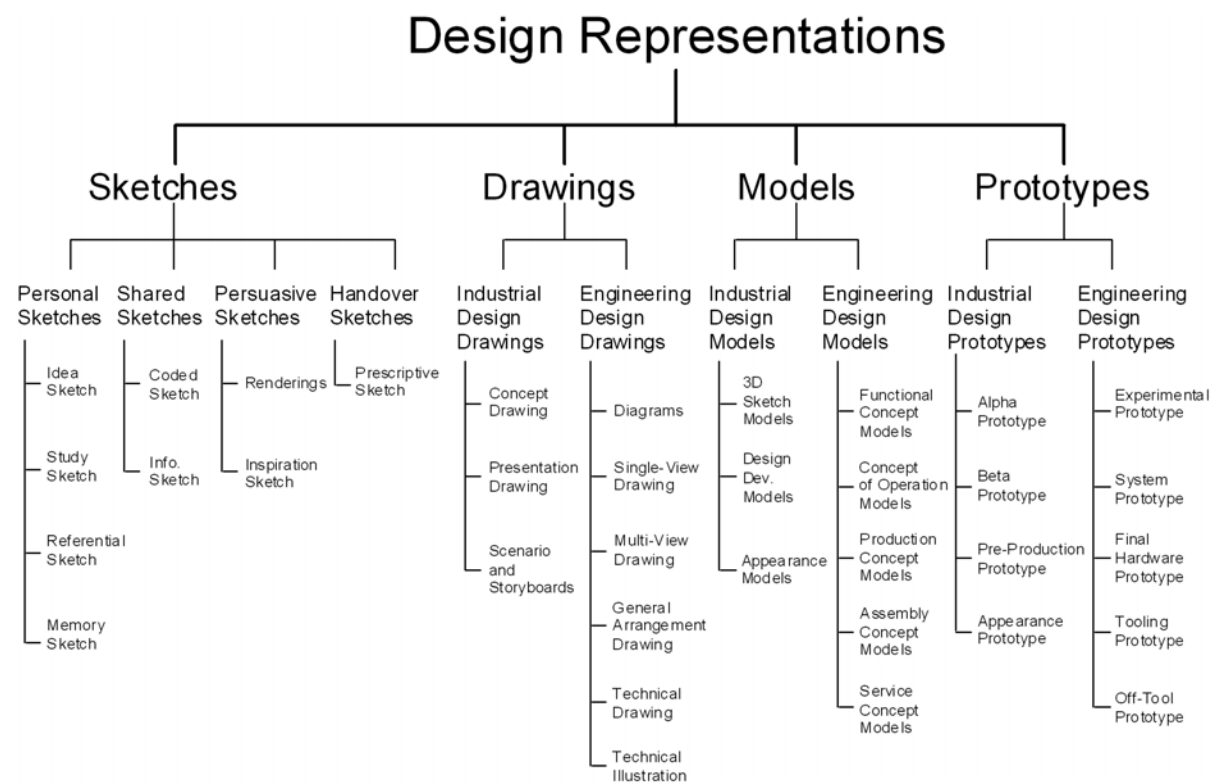 Design Representations
Sketches
Drawings
Models
Prototypes
Personal
Sketches
Idea
Sketch
Study
Sketch
Referential
Sketch
Memory
Sketch
Shared
Sketches
Coded
Sketch
Info.
Sketch
Persuasive
Sketches
Renderings
Inspiration
Sketch
Handover
Sketches
Prescriptive
Sketch
Industrial
Design
Drawings
Concept
Drawing
Presentation
Drawing
Scenario
and
Storyboards
Engineering
Design
Drawings
Diagrams
Single-View
Drawing
Multi-View
Drawing
General
Arrangement
Drawing
Technical
Drawing
Technical
Illustration
Industrial
Design
Models
3D
Sketch
Models
Design
Dev.
Models
Appearance
Models
Engineering
Design
Models
Functional
Concept
Models
Concept
of Operation
Models
Production
Concept
Models
Assembly
Concept
Models
Service
Concept
Models
Industrial
Design
Prototypes
Alpha
Prototype
Beta
Prototype
Pre-Production
Prototype
Appearance
Prototype
Engineering
Design
Prototypes
Experimental
Prototype
System
Prototype
Final
Hardware
Prototype
Tooling
Prototype
Off-Tool
Prototype